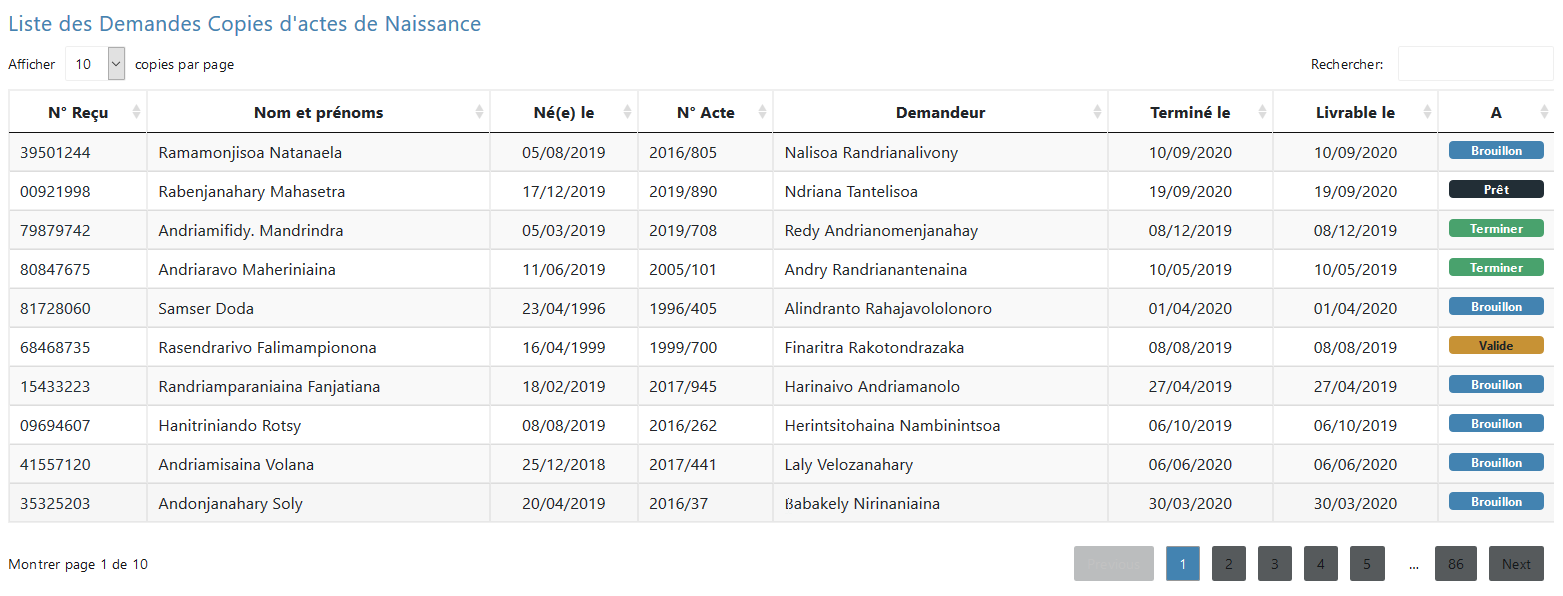 Liste des Demandes Copies d'actes de Naissance
Afficher 10 copies par page Rechercher:
N° Reçu Nom et prénoms Né(e) le N° Acte Demandeur Terminé le Livrable le A
39501244 Ramamonjisoa Natanaela 05/08/2019 2016/805 Nalisoa Randrianalivony 10/09/2020 10/09/2020 Brouillon
00921998 Rabenjanahary Mahasetra 17/12/2019 2019/890 Ndriana Tantelisoa 19/09/2020 19/09/2020 Prêt
79879742 Andriamifidy. Mandrindra 05/03/2019 2019/708 Redy Andrianomenjanahay 08/12/2019 08/12/2019 Terminer
80847675 Andriaravo Maheriniaina 11/06/2019 2005/101 Andry Randrianantenaina 10/05/2019 10/05/2019 Terminer
81728060 Samser Doda 23/04/1996 1996/405 Alindranto Rahajavololonoro 01/04/2020 01/04/2020 Brouillon
68468735 Rasendrarivo Falimampionona 16/04/1999 1999/700 Finaritra Rakotondrazaka 08/08/2019 08/08/2019 Valide
15433223 Randriamparaniaina Fanjatiana 18/02/2019 2017/945 Harinaivo Andriamanolo 27/04/2019 27/04/2019 Brouillon
09694607 Hanitriniando Rotsy 08/08/2019 2016/262 Herintsitohaina Nambinintsoa 06/10/2019 06/10/2019 Brouillon
41557120 Andriamisaina Volana 25/12/2018 2017/441 Laly Velozanahary 06/06/2020 06/06/2020 Brouillon
35325203 Andonjanahary Soly 20/04/2019 2016/37 Babakely Nirinaniaina 30/03/2020 30/03/2020 Brouillon
Montrer page 1 de 10 1 2 3 4 5 ... 86 Next